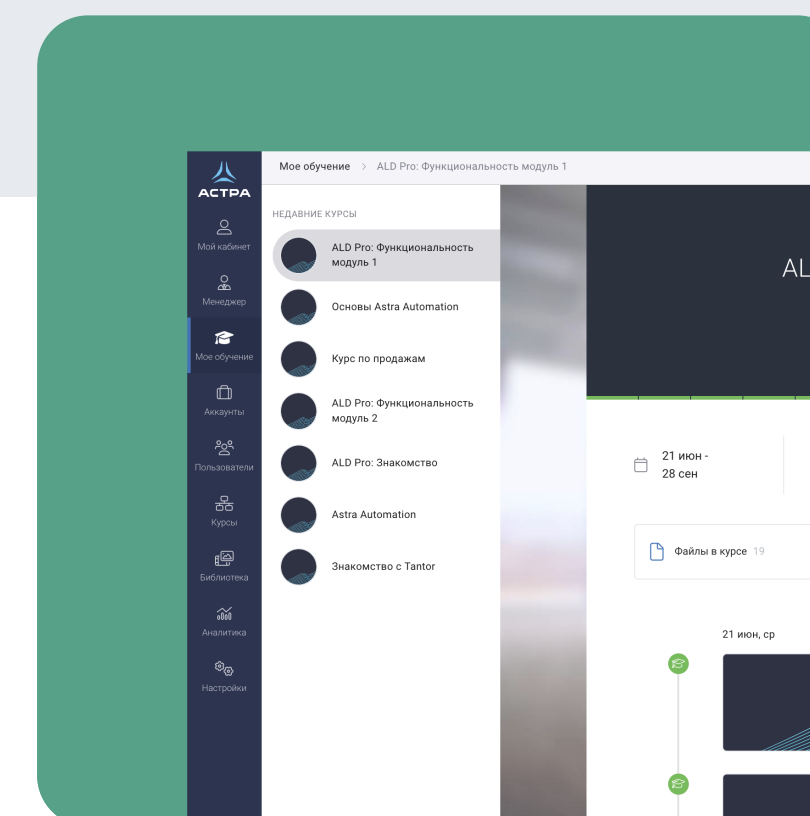 АСТРА
Мой кабинет
Менеджер
Мое обучение
Аккаунты
Пользователи
Курсы
Библиотека
Аналитика
Настройки
Мое обучение > ALD Pro: Функциональность модуль 1
НЕДАВНИЕ КУРСЫ
ALD Pro: Функциональность
модуль 1
Основы Astra Automation
Курс по продажам
ALD Pro: Функциональность
модуль 2
ALD Pro: Знакомство
Astra Automation
Знакомство с Tantor
AL
21 июн -
28 сен
Файлы в курсе 19
21 июн, ср